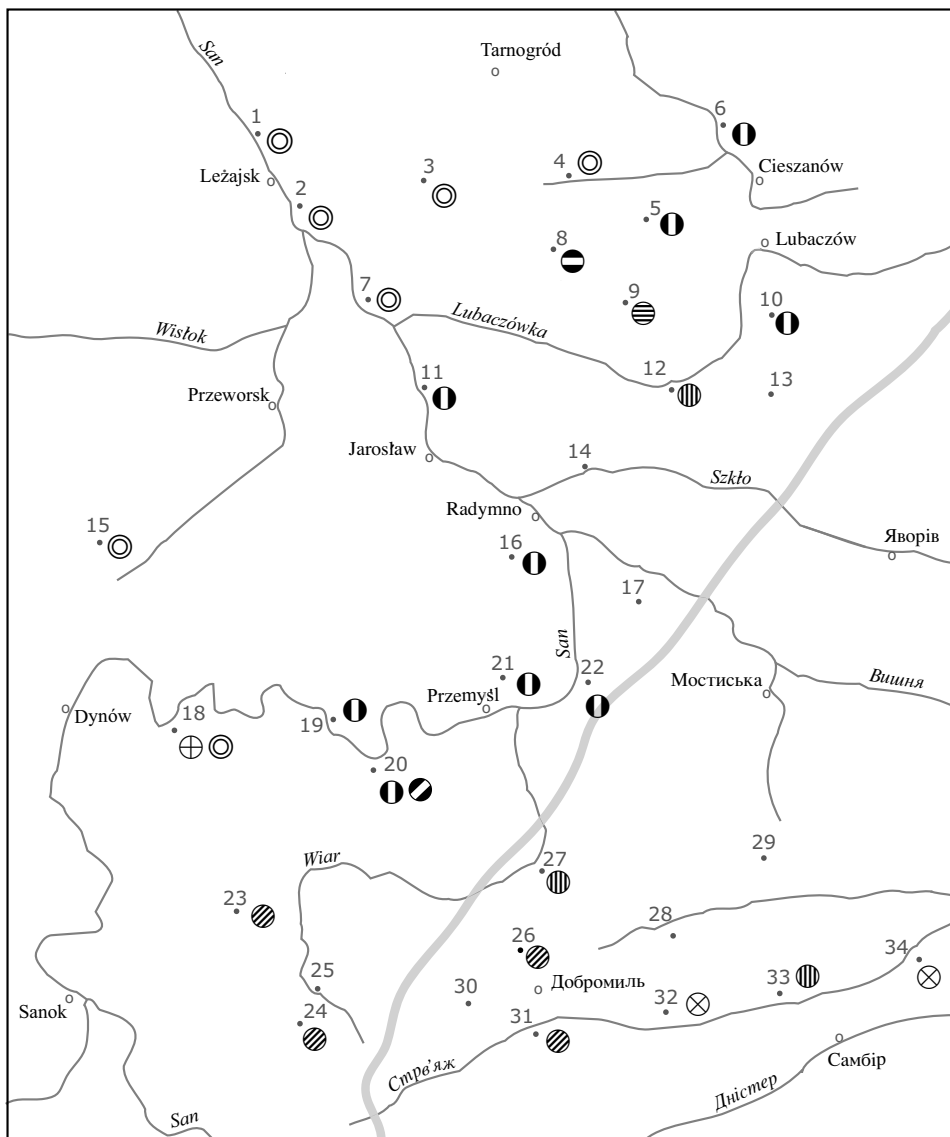 San
Tarnogród
1
6
3
4
Leżajsk
Cieszanów
2
5
8
Lubaczów
7
9
10
Wisłok
Lubaczówka
11
12
13
Przeworsk
Jarosław
14
Szkło
Radymno
15
16
Яворів
17
San
21
22
Przemyśl
Мостиська
Вишня
Dynów
18
19
20
Wiar
27
29
23
28
26
34
25
Добромиль
33
Sanok
30
32
24
31
Самбір
Стрв'яж
Дністер
San